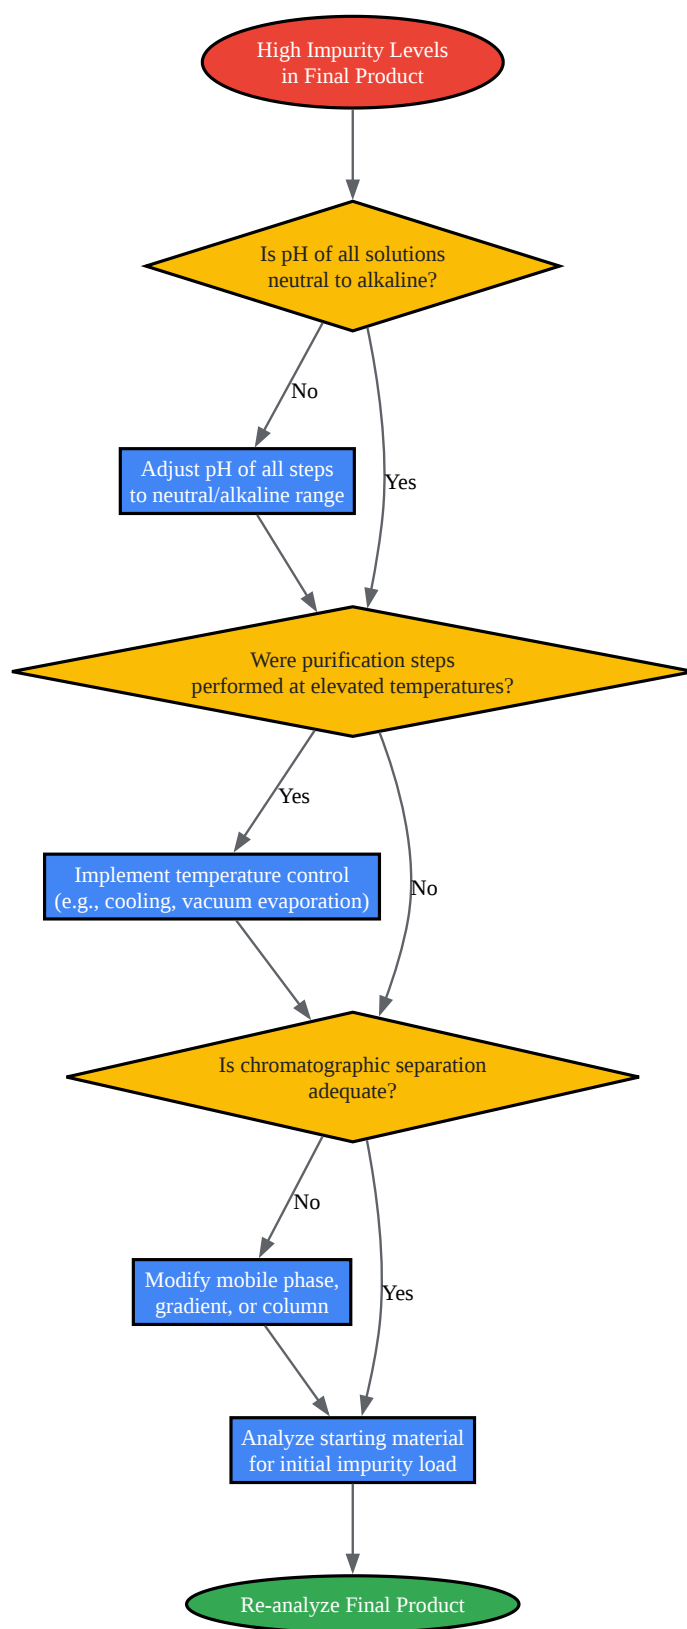 High Impurity Levels
in Final Product
Is pH of all solutions
neutral to alkaline?
No
Adjust pH of all steps
to neutral/alkaline range
Yes
Were purification steps
performed at elevated temperatures?
Yes
Implement temperature control
(e.g., cooling, vacuum evaporation)
No
Is chromatographic separation
adequate?
No
Modify mobile phase,
gradient, or column
Yes
Analyze starting material
for initial impurity load
Re-analyze Final Product